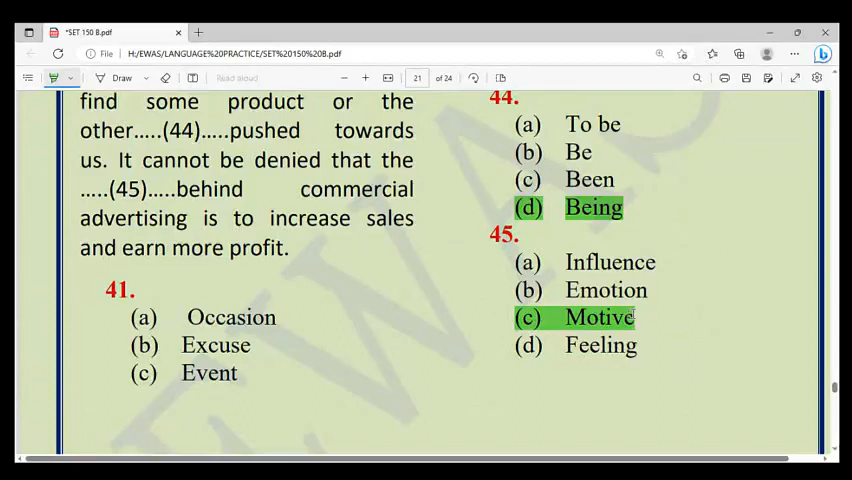 *SET 150 B.pdf
File
H:/EWAS/LANGUAGE%20PRACTICE/SET%20150%20B.pdf
Draw
Read aloud
21 of 24
find some product or the
other.....(44).....pushed towards
us. It cannot be denied that the
.....(45).....behind commercial
advertising is to increase sales
and earn more profit.
41.
(a) Occasion
(b) Excuse
(c) Event
44.
(a) To be
(b) Be
(c) Been
(d) Being
45.
(a) Influence
(b) Emotion
(c) Motive
(d) Feeling